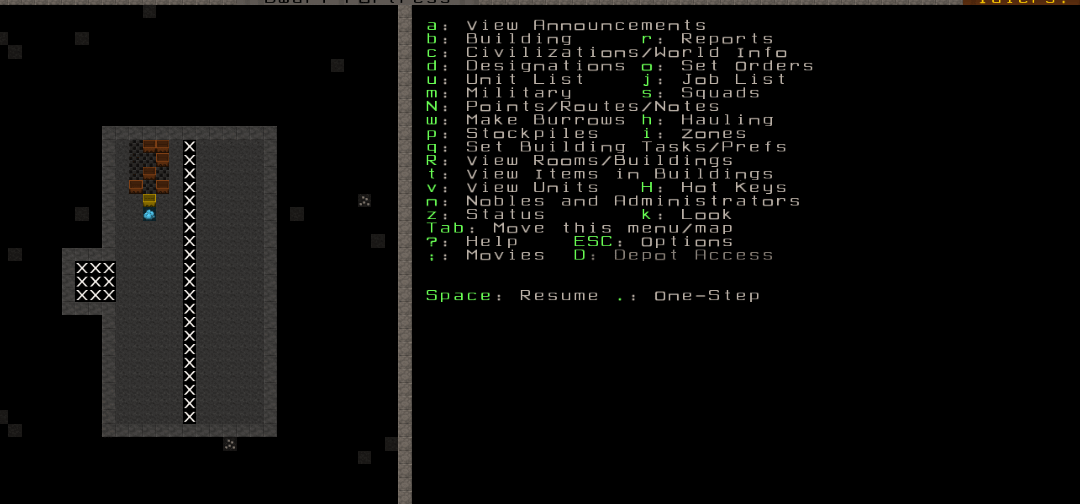 Dwarf Fortress
Idlers:
a: View Announcements
b: Building r: Reports
c: Civilizations/World Info
d: Designations o: Set Orders
u: Unit List j: Job List
m: Military s: Squads
N: Points/Routes/Notes
w: Make Burrows h: Hauling
p: Stockpiles i: Zones
q: Set Building Tasks/Prefs
R: View Rooms/Buildings
t: View Items in Buildings
v: View Units H: Hot Keys
n: Nobles and Administrators
z: Status k: Look
Tab: Move this menu/map
?: Help ESC: Options
;: Movies D: Depot Access
Space: Resume .: One-Step